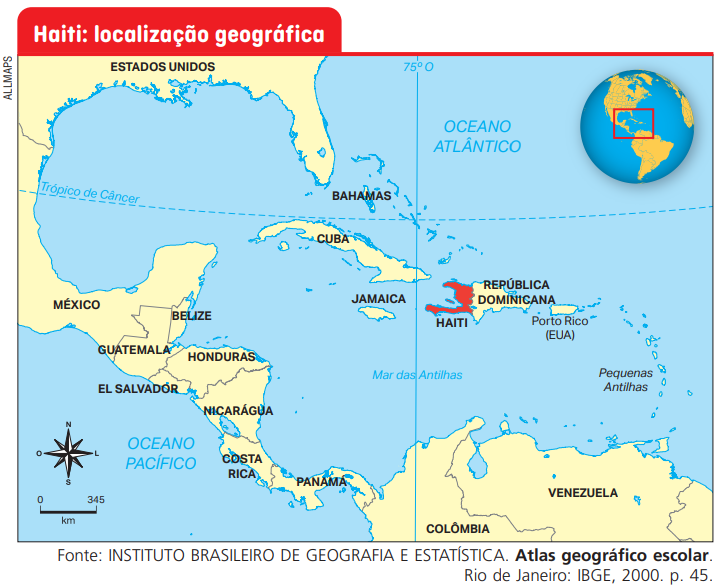 Haiti: localização geográfica
ALLMAPS
ESTADOS UNIDOS
75º O
OCEANO
ATLÂNTICO
Trópico de Câncer
BAHAMAS
CUBA
MÉXICO
BELIZE
JAMAICA
HAITI
REPÚBLICA
DOMINICANA
Porto Rico
(EUA)
GUATEMALA
HONDURAS
EL SALVADOR
NICARÁGUA
Mar das Antilhas
Pequenas
Antilhas
N
O
L
S
OCEANO
PACÍFICO
COSTA
RICA
PANAMÁ
VENEZUELA
COLÔMBIA
0 345
km
Fonte: INSTITUTO BRASILEIRO DE GEOGRAFIA E ESTATÍSTICA. Atlas geográfico escolar.
Rio de Janeiro: IBGE, 2000. p. 45.